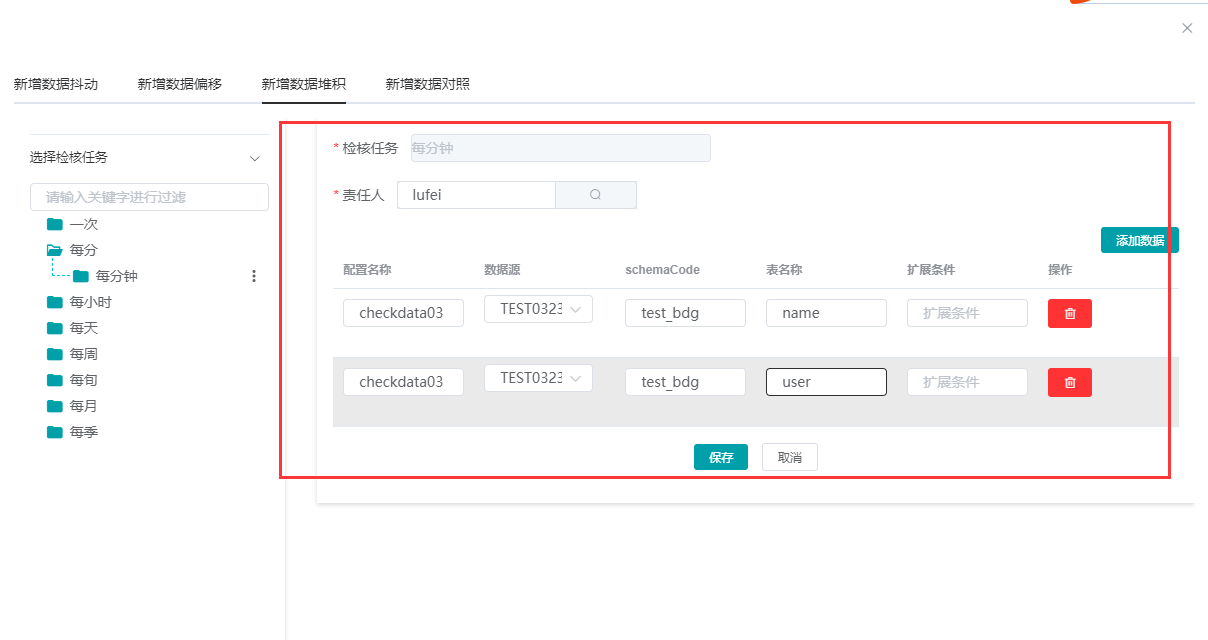 新增数据抖动 新增数据偏移 新增数据堆积 新增数据对照
选择检核任务
请输入关键字进行过滤
一次
每分
每分钟
每小时
每天
每周
每旬
每月
每季
* 检核任务 每分钟
* 责任人 lufei
添加数据
配置名称 数据源 schemaCode 表名称 扩展条件 操作
checkdata03 TEST0323 test_bdg name 扩展条件
checkdata03 TEST0323 test_bdg user 扩展条件
保存 取消